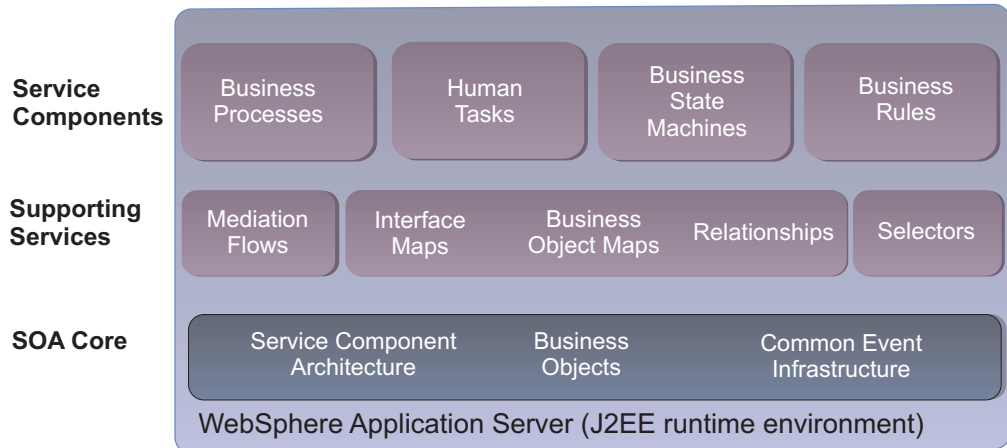 Service
Components
Business
Processes
Human
Tasks
Business
State
Machines
Business
Rules
Supporting
Services
Mediation
Flows
Interface
Maps
Business
Object Maps
Relationships
Selectors
SOA Core
Service Component
Architecture
Business
Objects
Common Event
Infrastructure
WebSphere Application Server (J2EE runtime environment)